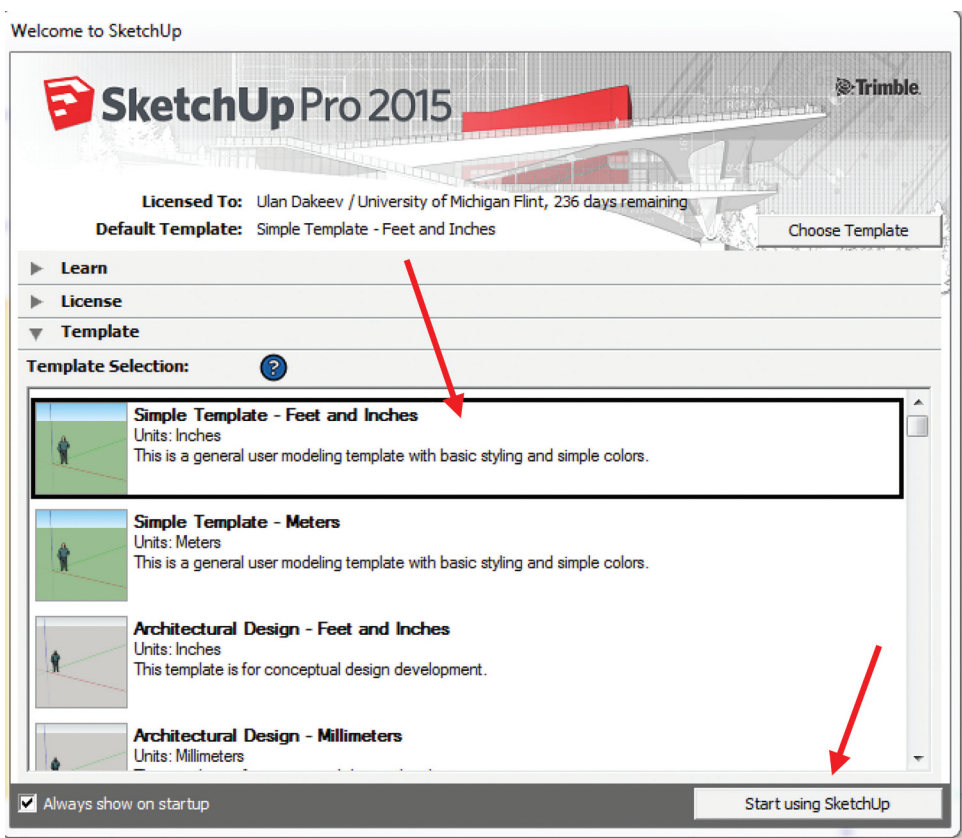 Welcome to SketchUp
SketchUp Pro 2015
Trimble.
Licensed To: Ulan Dakeev / University of Michigan Flint, 236 days remaining
Default Template: Simple Template - Feet and Inches
Choose Template
Learn
License
Template
Template Selection: ?
Simple Template - Feet and Inches
Units: Inches
This is a general user modeling template with basic styling and simple colors.
Simple Template - Meters
Units: Meters
This is a general user modeling template with basic styling and simple colors.
Architectural Design - Feet and Inches
Units: Inches
This template is for conceptual design development.
Architectural Design - Millimeters
Units: Millimeters
Always show on startup
Start using SketchUp